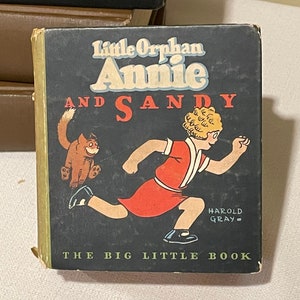 Little Orphan
Annie
AND SANDY
HAROLD
GRAY
THE BIG LITTLE BOOK